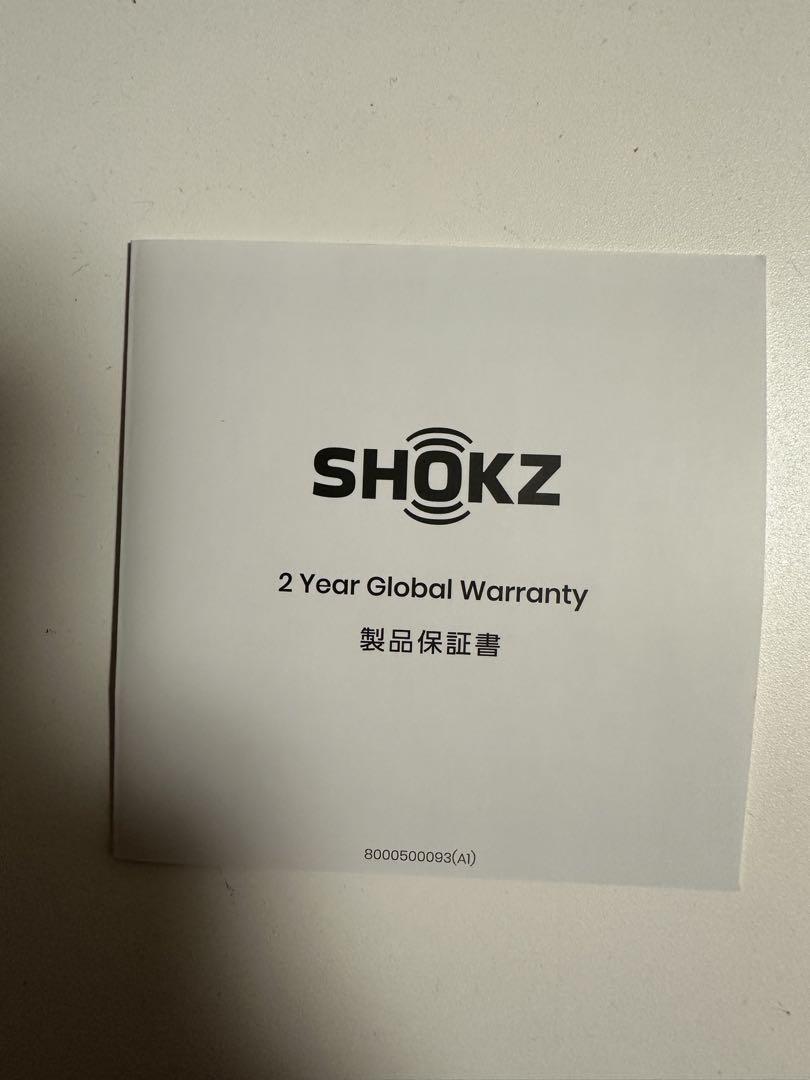 SHOKZ
2 Year Global Warranty
製品保証書
8000500093(A1)